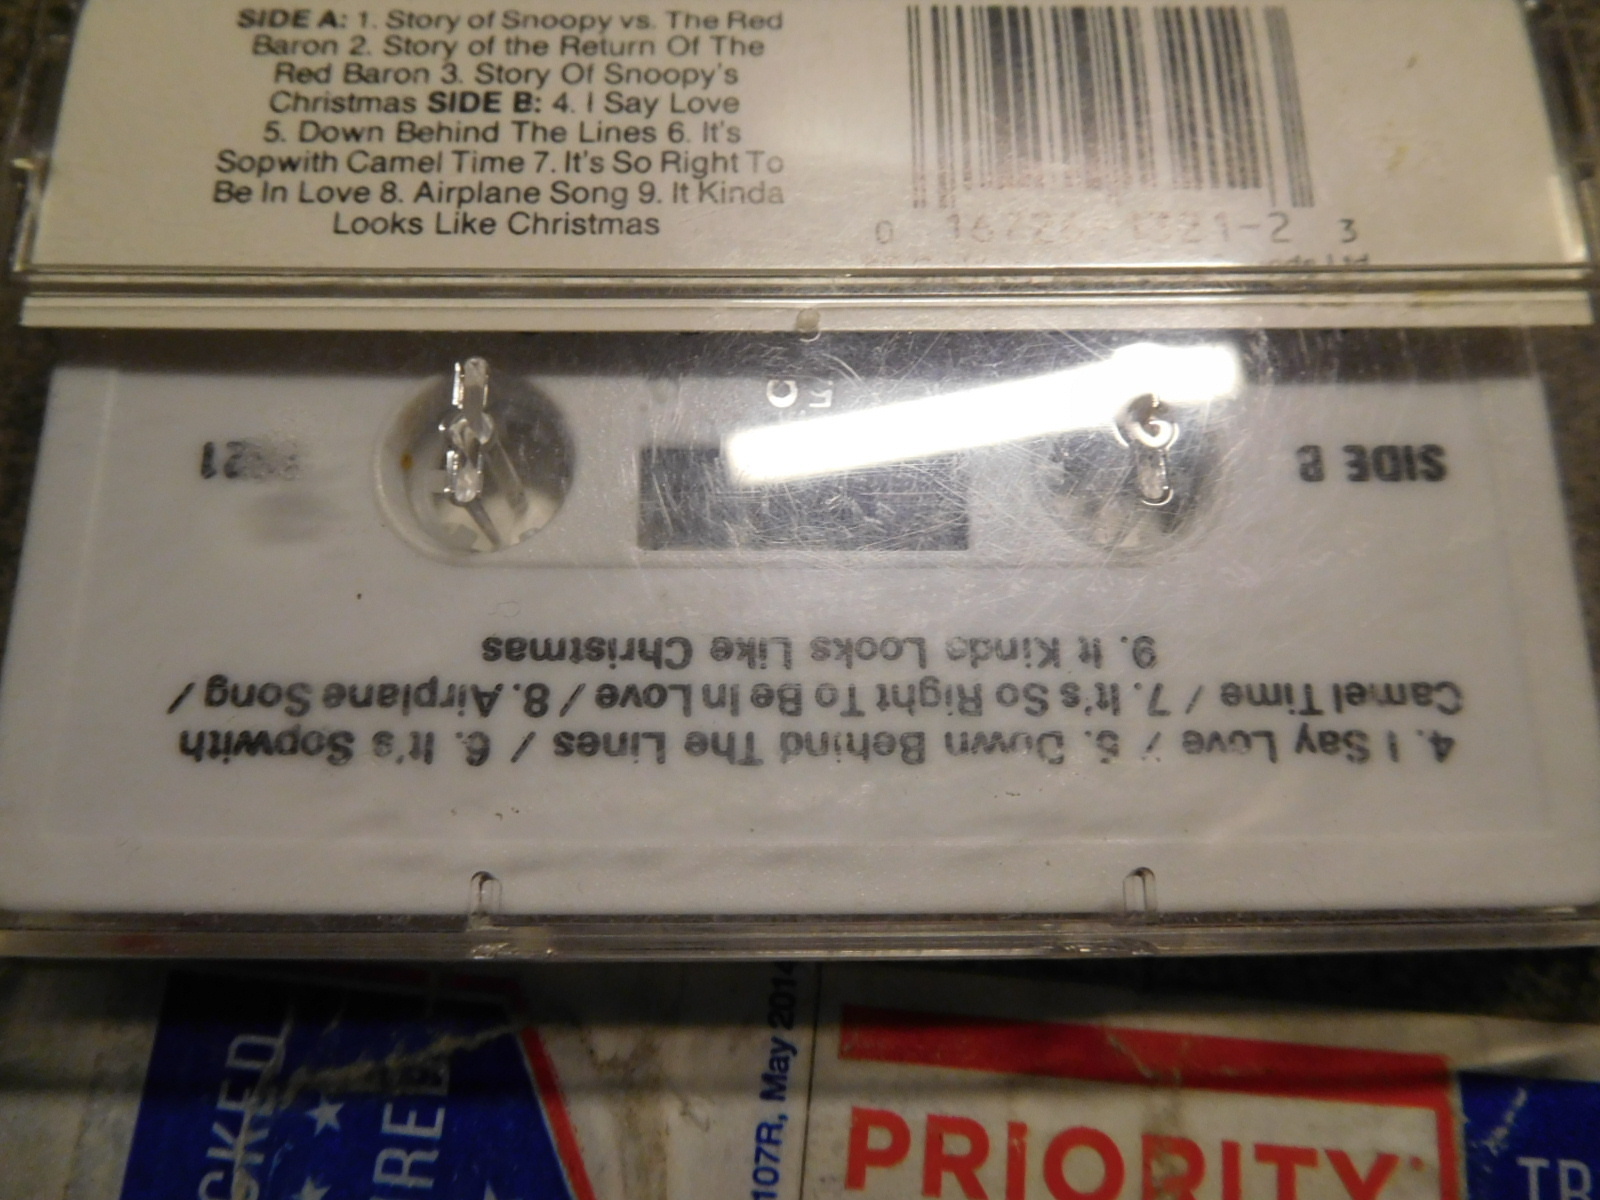 SIDE A: 1. Story of Snoopy vs. The Red
Baron 2. Story of the Return Of The
Red Baron 3. Story Of Snoopy's
Christmas SIDE B: 4. I Say Love
5. Down Behind The Lines 6. It's
Sopwith Camel Time 7. It's So Right To
Be In Love 8. Airplane Song 9. It Kinda
Looks Like Christmas
SIDE B
4. I Say Love / 5. Down Behind The Lines / 6. It's Sopwith
Camel Time / 7. It's So Right To Be In Love / 8. Airplane Song /
9. It Kinda Looks Like Christmas
107R, May 2014
PRIORITY